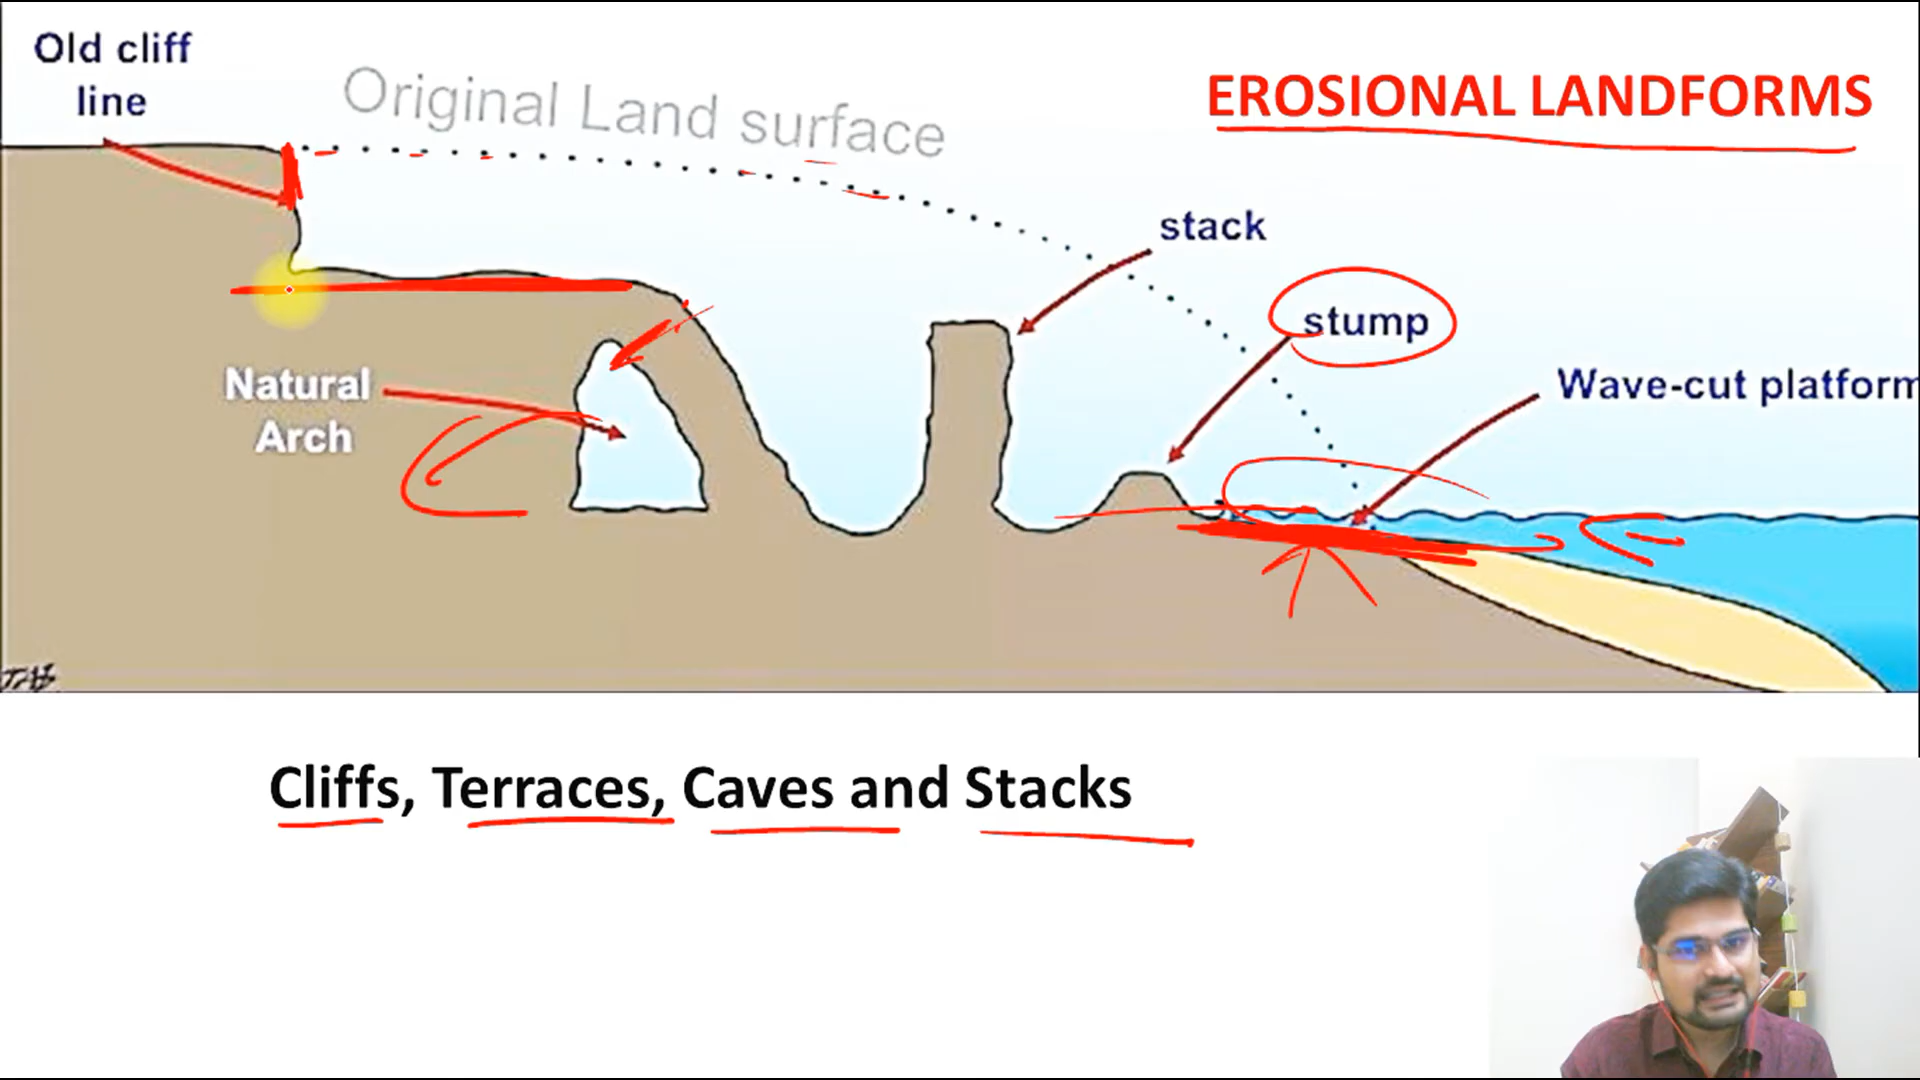 Old cliff
line
Original Land surface
EROSIONAL LANDFORMS
stack
stump
Wave-cut platform
Natural
Arch
Cliffs, Terraces, Caves and Stacks